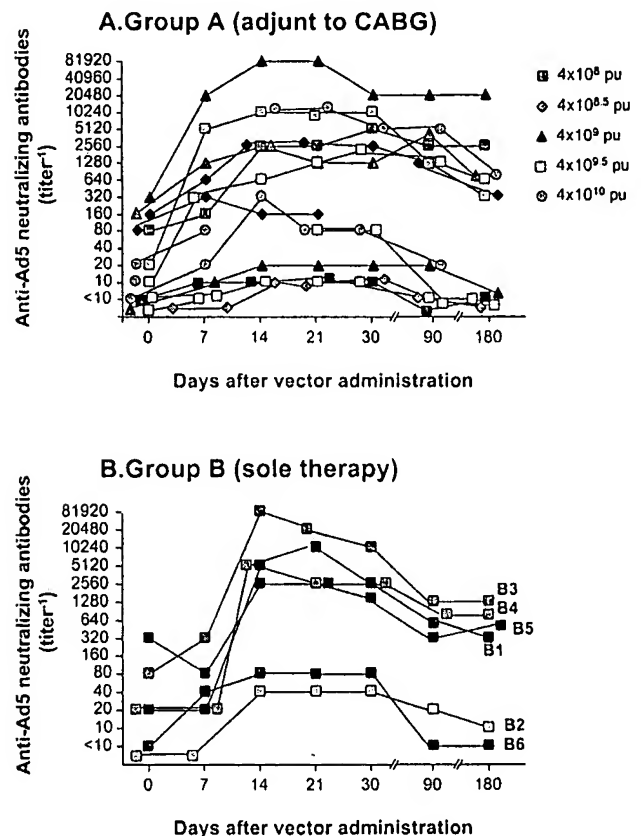 A.Group A (adjunt to CABG)
Anti-Ad5 neutralizing antibodies
(titer⁻¹)
81920
40960
20480
10240
5120
2560
1280
640
320
160
80
40
20
10
<10
0 7 14 21 30 90 180
Days after vector administration
4x10⁸ pu
4x10⁸·⁵ pu
4x10⁹ pu
4x10⁹·⁵ pu
4x10¹⁰ pu
B.Group B (sole therapy)
Anti-Ad5 neutralizing antibodies
(titer⁻¹)
81920
20480
10240
5120
2560
1280
640
320
160
80
40
20
10
<10
B3
B4
B5
B1
B2
B6
0 7 14 21 30 90 180
Days after vector administration